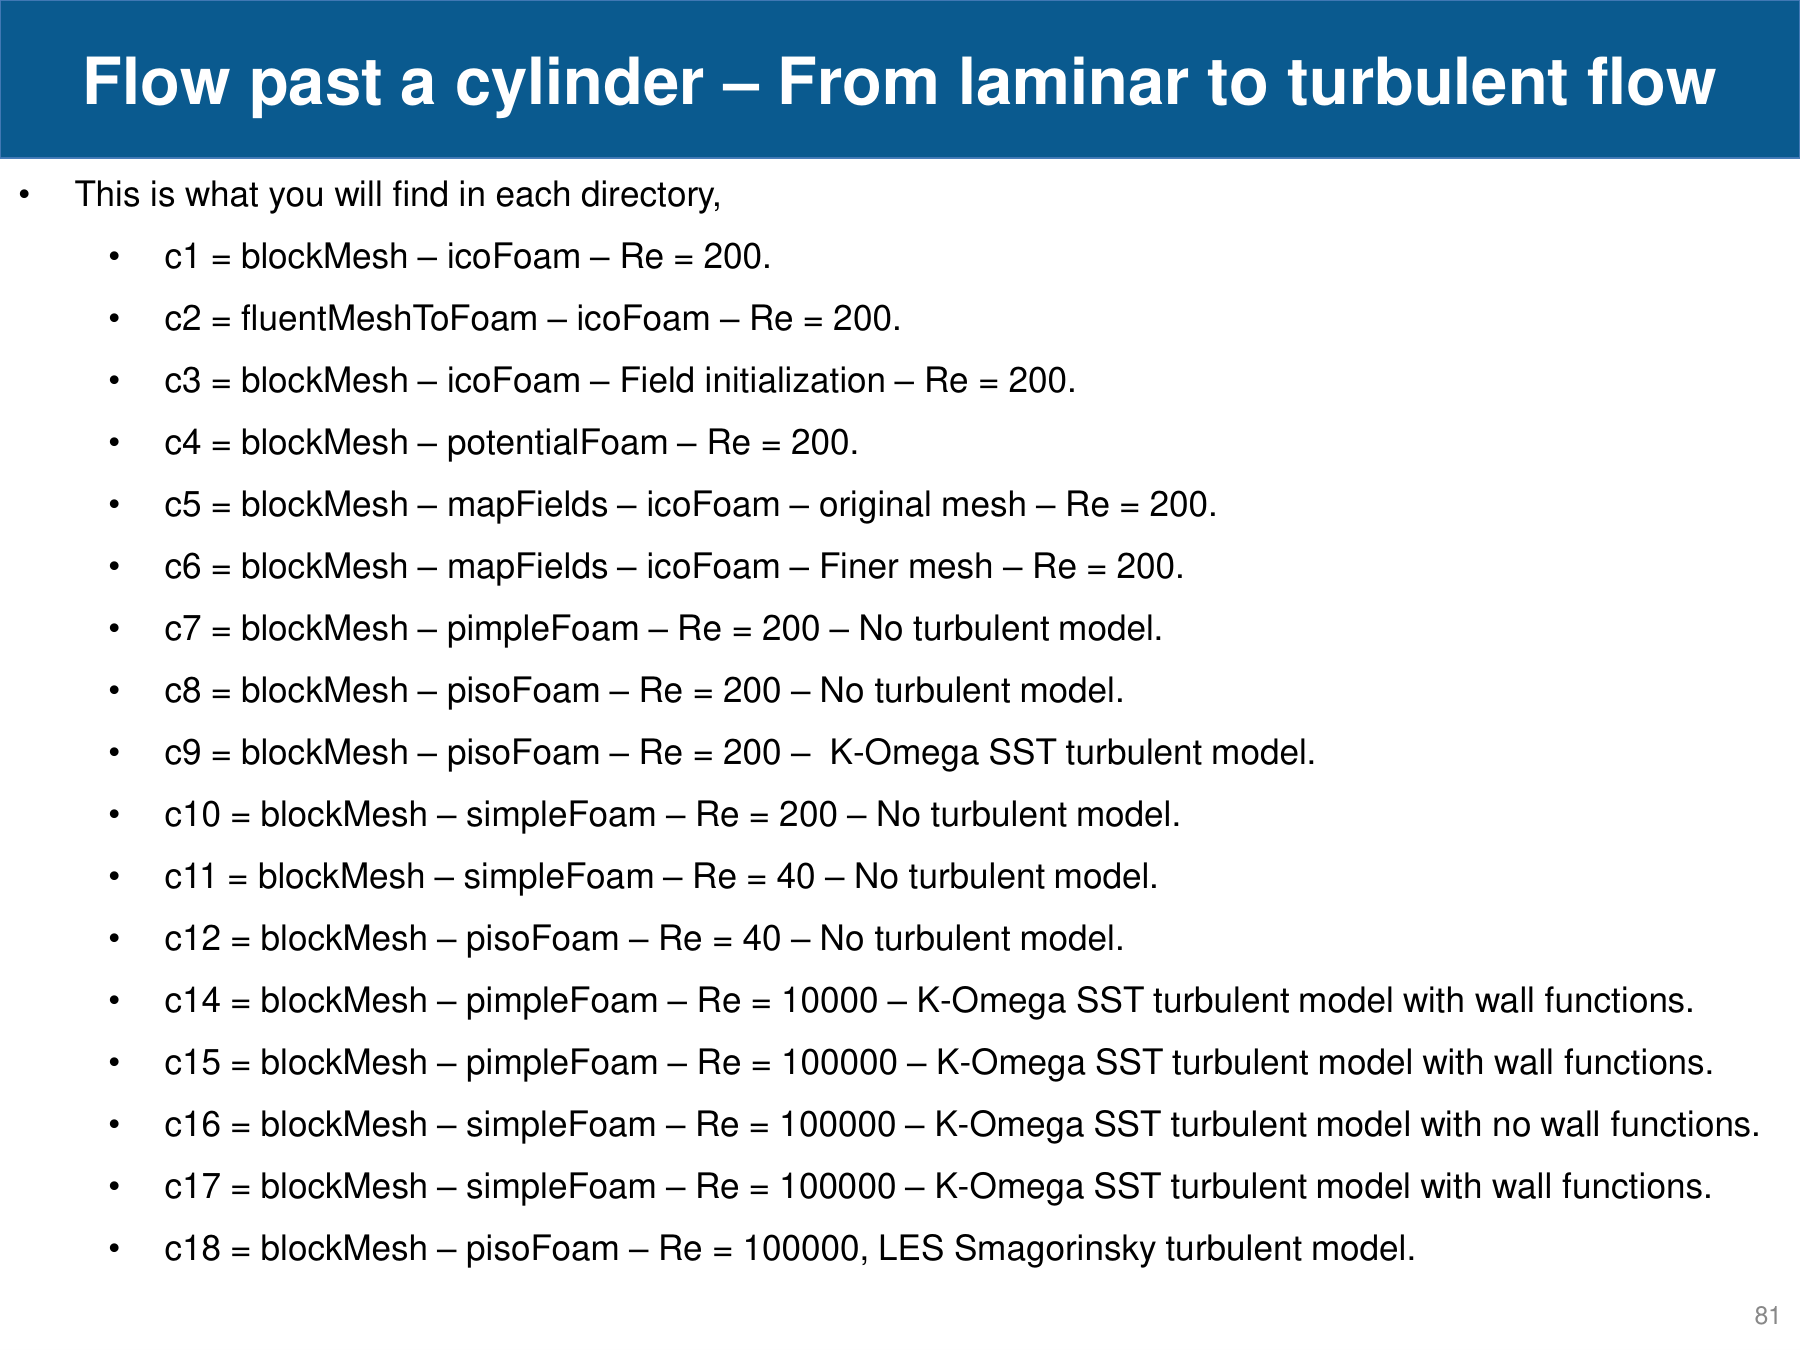 Flow past a cylinder – From laminar to turbulent flow
• This is what you will find in each directory,
• c1 = blockMesh – icoFoam – Re = 200.
• c2 = fluentMeshToFoam – icoFoam – Re = 200.
• c3 = blockMesh – icoFoam – Field initialization – Re = 200.
• c4 = blockMesh – potentialFoam – Re = 200.
• c5 = blockMesh – mapFields – icoFoam – original mesh – Re = 200.
• c6 = blockMesh – mapFields – icoFoam – Finer mesh – Re = 200.
• c7 = blockMesh – pimpleFoam – Re = 200 – No turbulent model.
• c8 = blockMesh – pisoFoam – Re = 200 – No turbulent model.
• c9 = blockMesh – pisoFoam – Re = 200 – K-Omega SST turbulent model.
• c10 = blockMesh – simpleFoam – Re = 200 – No turbulent model.
• c11 = blockMesh – simpleFoam – Re = 40 – No turbulent model.
• c12 = blockMesh – pisoFoam – Re = 40 – No turbulent model.
• c14 = blockMesh – pimpleFoam – Re = 10000 – K-Omega SST turbulent model with wall functions.
• c15 = blockMesh – pimpleFoam – Re = 100000 – K-Omega SST turbulent model with wall functions.
• c16 = blockMesh – simpleFoam – Re = 100000 – K-Omega SST turbulent model with no wall functions.
• c17 = blockMesh – simpleFoam – Re = 100000 – K-Omega SST turbulent model with wall functions.
• c18 = blockMesh – pisoFoam – Re = 100000, LES Smagorinsky turbulent model.
81